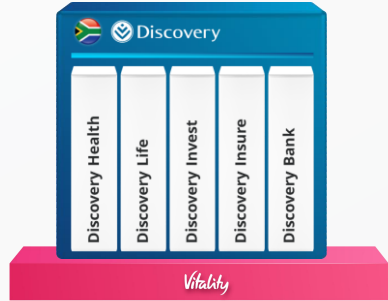 Discovery
Discovery Health
Discovery Life
Discovery Invest
Discovery Insure
Discovery Bank
Vitality